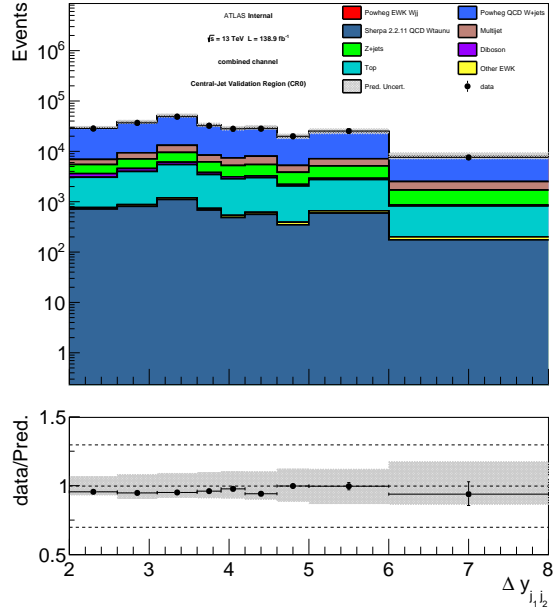 Events
10⁶
10⁵
10⁴
10³
10²
10
1
ATLAS Internal
√s = 13 TeV L = 138.9 fb⁻¹
combined channel
Central-Jet Validation Region (CR0)
Powheg EWK Wjj
Powheg QCD W+jets
Sherpa 2.2.11 QCD Wtaunu
Multijet
Z+jets
Diboson
Top
Other EWK
Pred. Uncert.
data
data/Pred.
1.5
1
0.5
2 3 4 5 6 7 8
Δ y_{j₁ j₂}